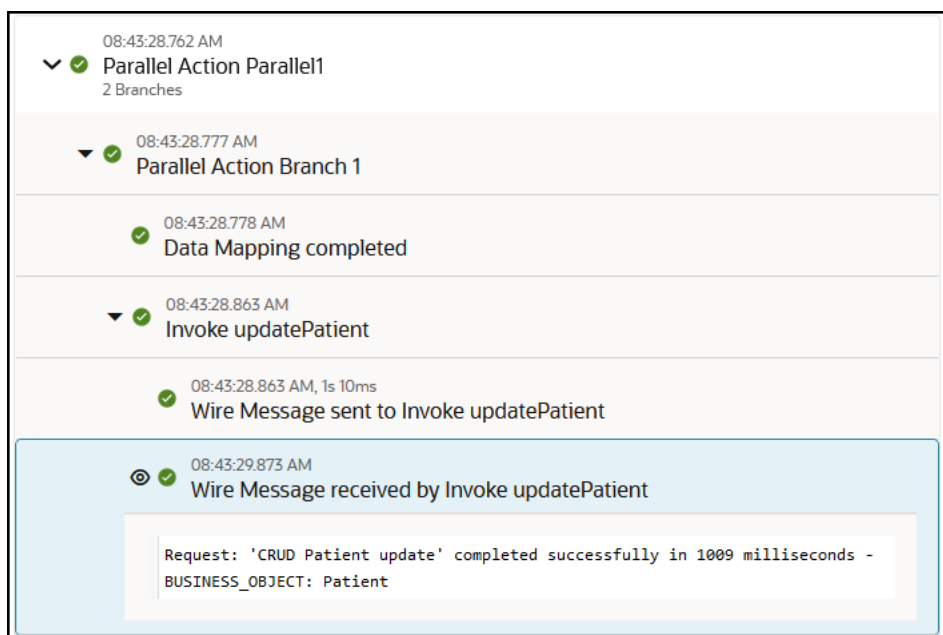 08:43:28.762 AM
Parallel Action Parallel1
2 Branches
08:43:28.777 AM
Parallel Action Branch 1
08:43:28.778 AM
Data Mapping completed
08:43:28.863 AM
Invoke updatePatient
08:43:28.863 AM, 1s 10ms
Wire Message sent to Invoke updatePatient
08:43:29.873 AM
Wire Message received by Invoke updatePatient
Request: 'CRUD Patient update' completed successfully in 1009 milliseconds -
BUSINESS_OBJECT: Patient